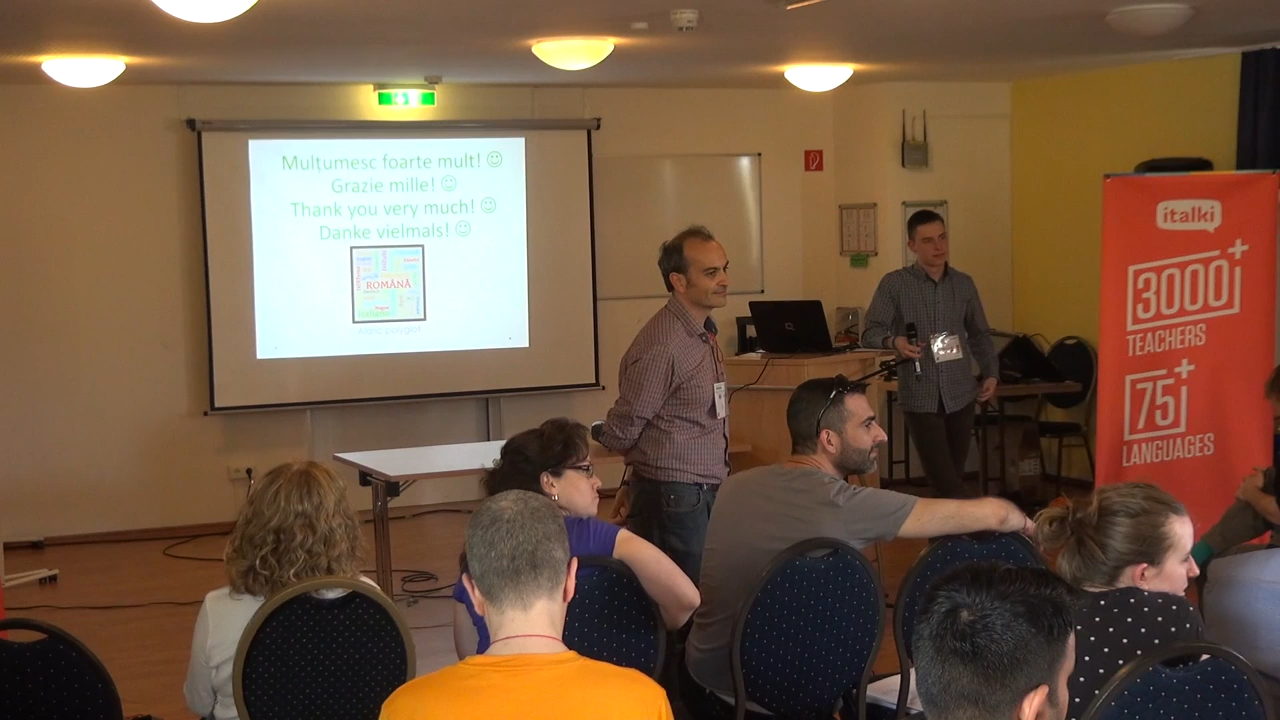 Mulțumesc foarte mult! ☺
Grazie mille! ☺
Thank you very much! ☺
Danke vielmals! ☺
ROMÂNĂ
italki
3000+
TEACHERS
75+
LANGUAGES